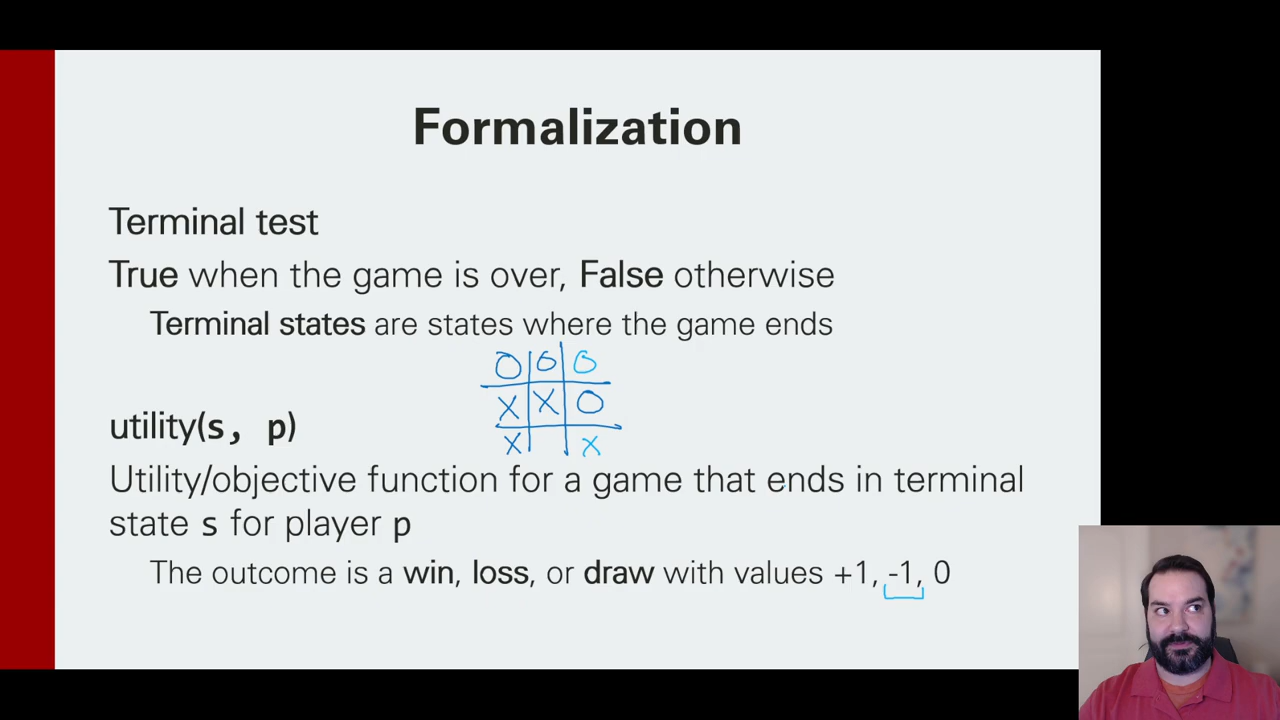 Formalization
Terminal test
True when the game is over, False otherwise
Terminal states are states where the game ends
O O O
X X O
X X
utility(s, p)
Utility/objective function for a game that ends in terminal
state s for player p
The outcome is a win, loss, or draw with values +1, -1, 0